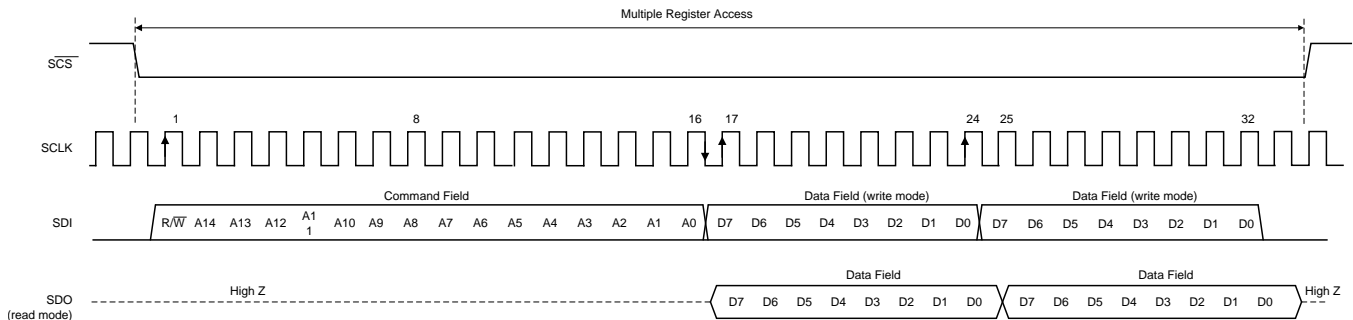 Multiple Register Access
SCS
1 8 16 17 24 25 32
SCLK
Command Field Data Field (write mode) Data Field (write mode)
SDI R/W A14 A13 A12 A1 A10 A9 A8 A7 A6 A5 A4 A3 A2 A1 A0 D7 D6 D5 D4 D3 D2 D1 D0 D7 D6 D5 D4 D3 D2 D1 D0
1
Data Field Data Field
High Z High Z
SDO D7 D6 D5 D4 D3 D2 D1 D0 D7 D6 D5 D4 D3 D2 D1 D0
(read mode)